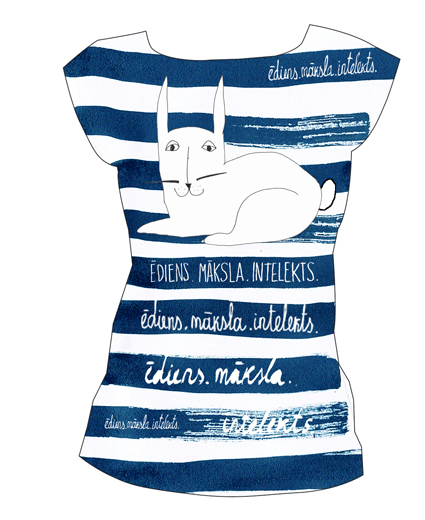 ēdiens. māksla. intelekts.
ĒDIENS. MĀKSLA. INTELEKTS.
ēdiens. māksla. intelekts.
ēdiens. māksla.
ēdiens. māksla. intelekts. intelekts